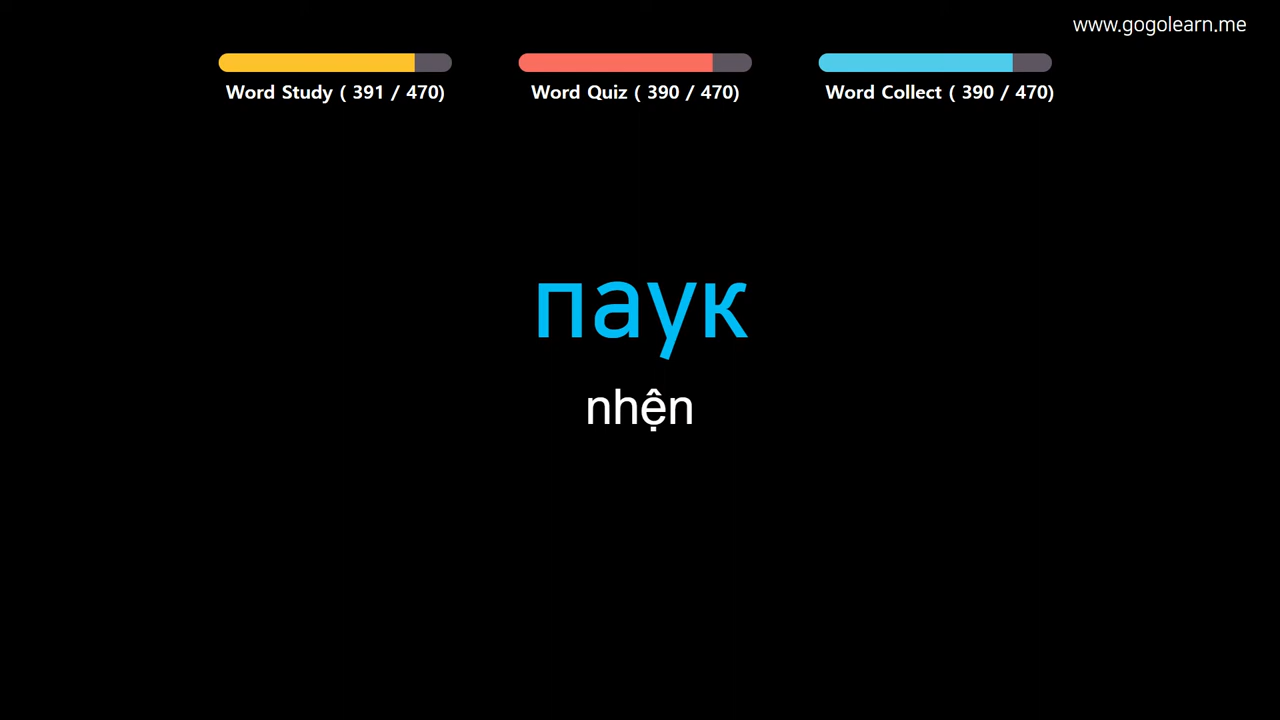 www.gogolearn.me
Word Study ( 391 / 470)
Word Quiz ( 390 / 470)
Word Collect ( 390 / 470)
паук
nhện